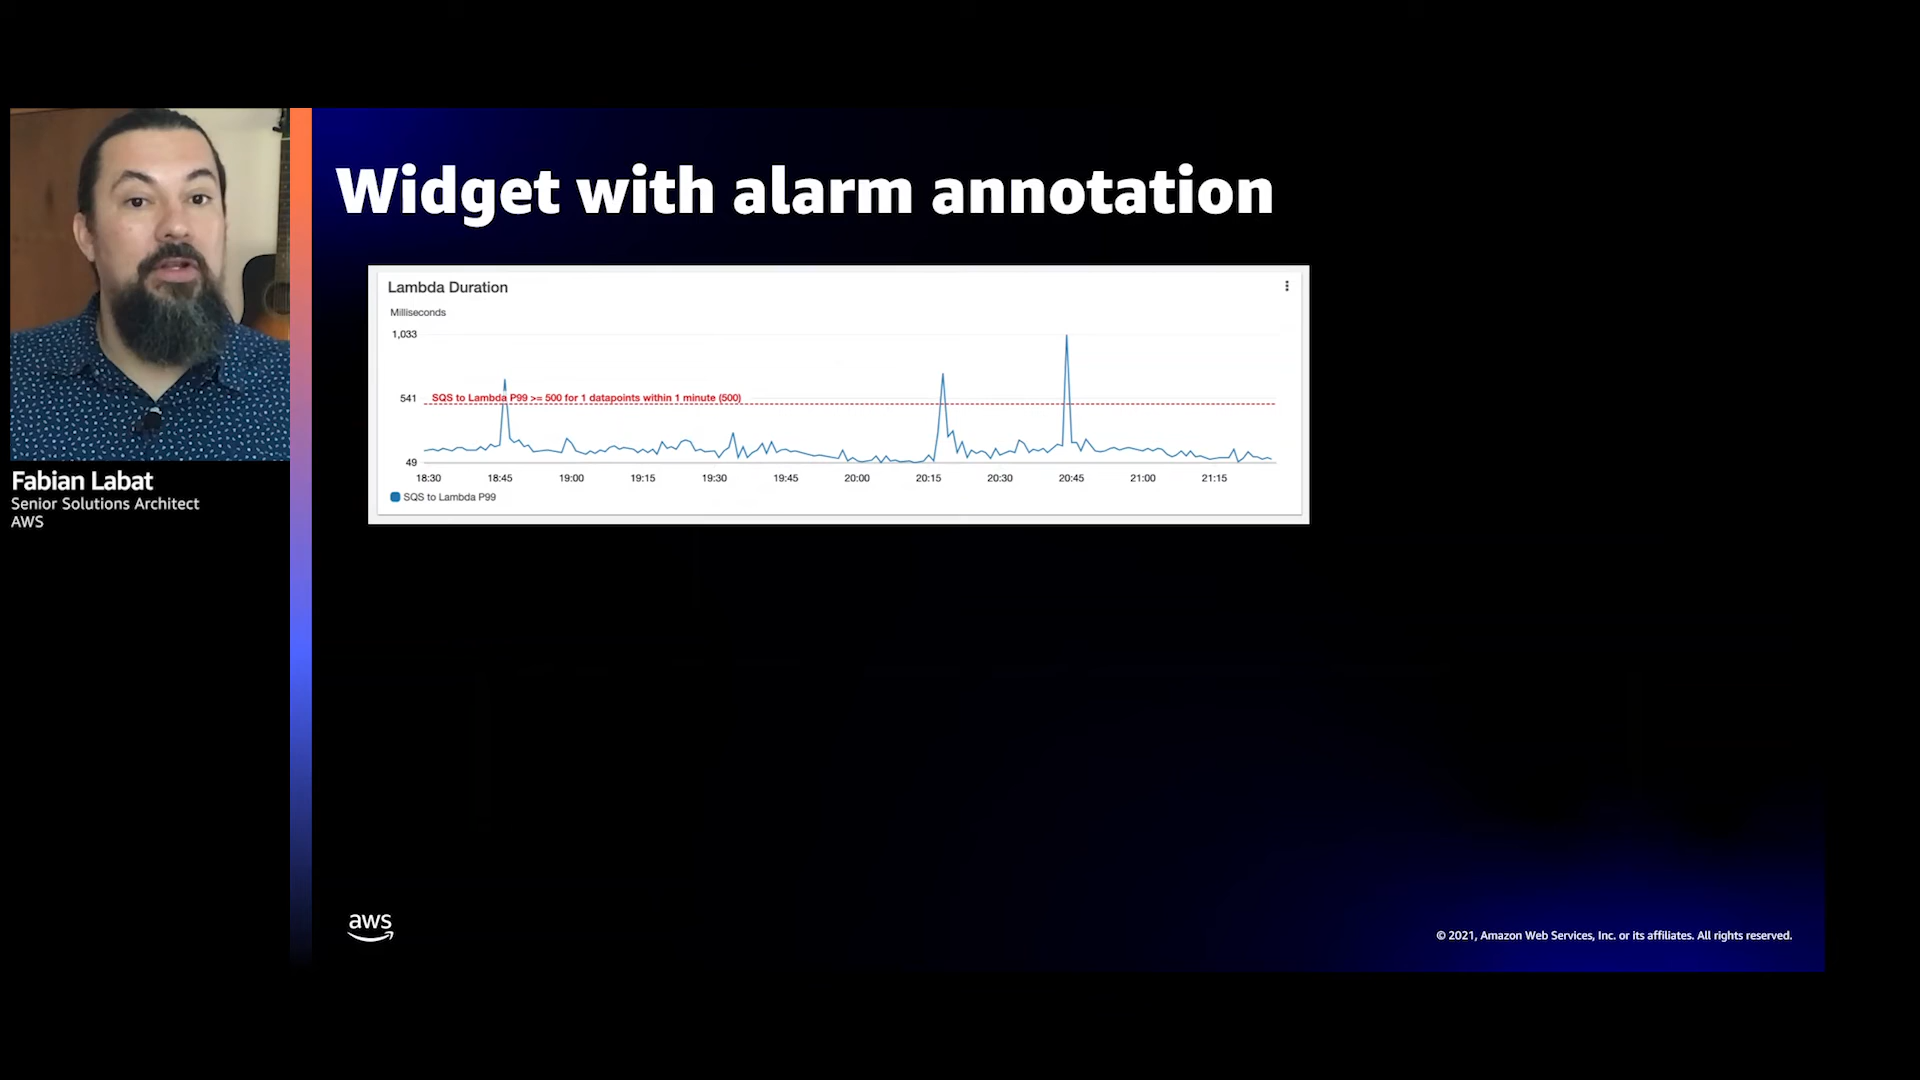 Widget with alarm annotation
Lambda Duration
Milliseconds
1,033
541
SQS to Lambda P99 >= 500 for 1 datapoints within 1 minute (500)
49
18:30 18:45 19:00 19:15 19:30 19:45 20:00 20:15 20:30 20:45 21:00 21:15
SQS to Lambda P99
Fabian Labat
Senior Solutions Architect
AWS
aws
© 2021, Amazon Web Services, Inc. or its affiliates. All rights reserved.